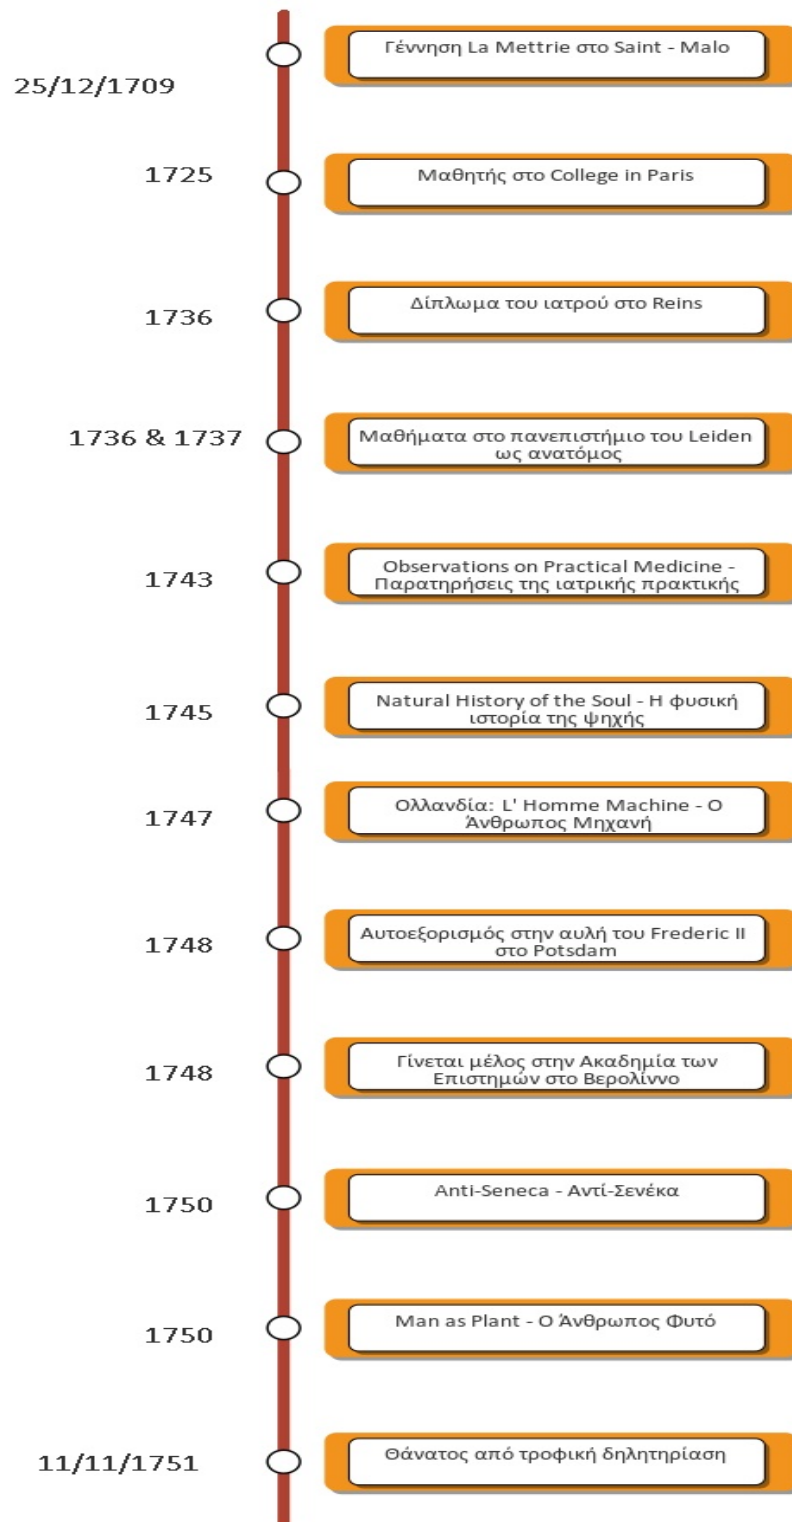 Γέννηση La Mettrie στο Saint - Malo
25/12/1709
1725
Μαθητής στο College in Paris
1736
Δίπλωμα του ιατρού στο Reins
1736 & 1737
Μαθήματα στο πανεπιστήμιο του Leiden
ως ανατόμος
1743
Observations on Practical Medicine -
Παρατηρήσεις της ιατρικής πρακτικής
1745
Natural History of the Soul - Η φυσική
ιστορία της ψηχής
1747
Ολλανδία: L' Homme Machine - Ο
Άνθρωπος Μηχανή
1748
Αυτοεξορισμός στην αυλή του Frederic II
στο Potsdam
1748
Γίνεται μέλος στην Ακαδημία των
Επιστημών στο Βερολίννο
1750
Anti-Seneca - Αντί-Σενέκα
1750
Man as Plant - Ο Άνθρωπος Φυτό
11/11/1751
Θάνατος από τροφική δηλητηρίαση